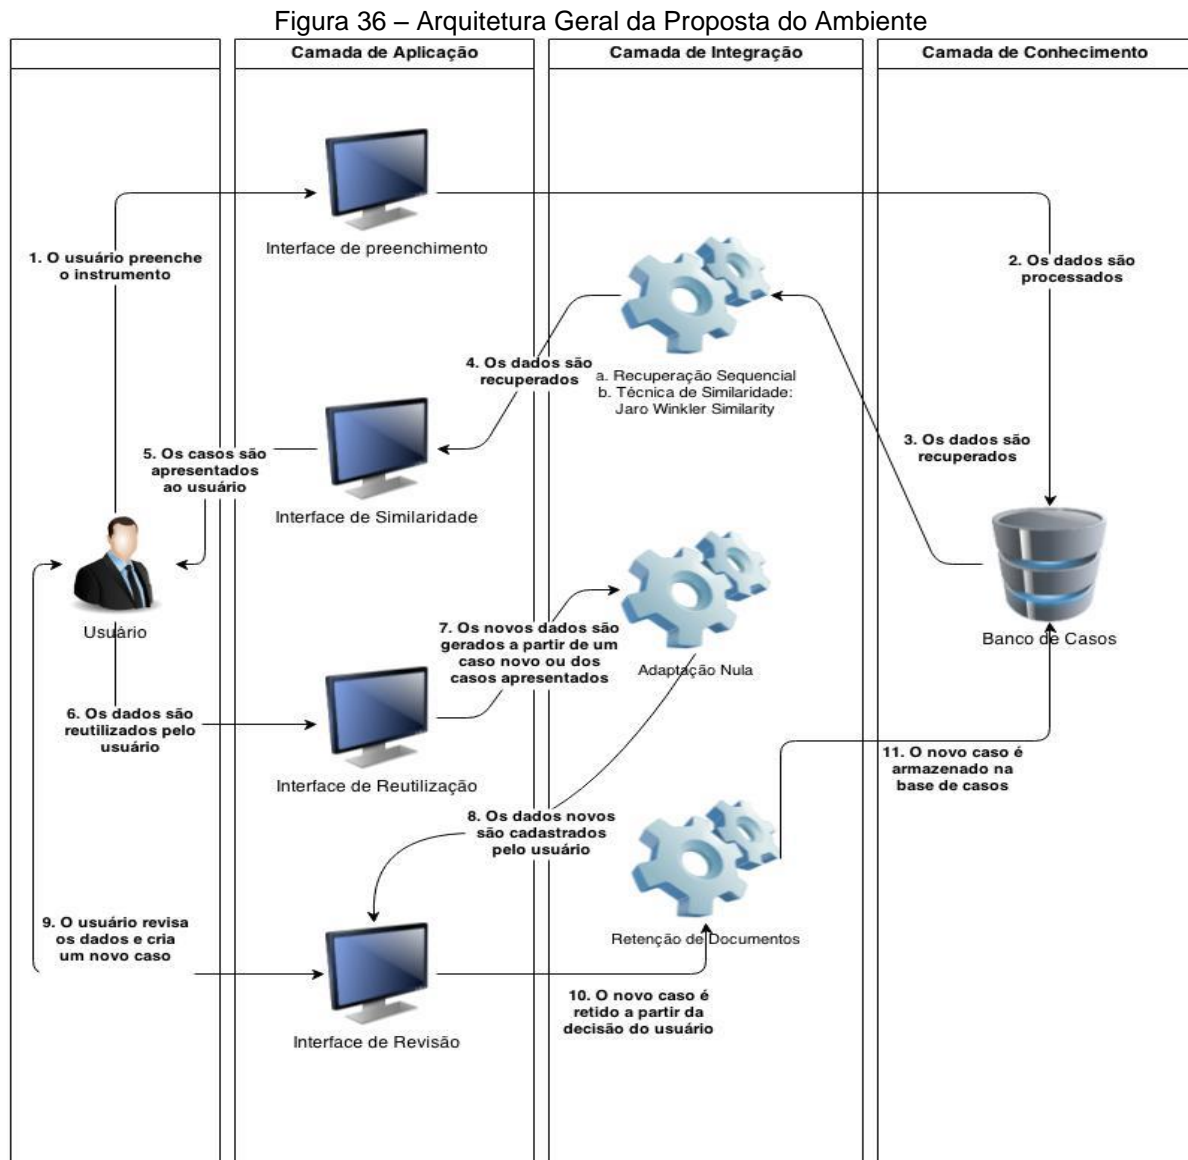 Figura 36 – Arquitetura Geral da Proposta do Ambiente
Camada de Aplicação
Camada de Integração
Camada de Conhecimento
Interface de preenchimento
1. O usuário preenche
o instrumento
2. Os dados são
processados
4. Os dados são
recuperados
a. Recuperação Sequencial
b. Técnica de Similaridade:
Jaro Winkler Similarity
3. Os dados são
recuperados
5. Os casos são
apresentados
ao usuário
Interface de Similaridade
Usuário
7. Os novos dados são
gerados a partir de um
caso novo ou dos
casos apresentados
Adaptação Nula
Banco de Casos
6. Os dados são
reutilizados pelo
usuário
Interface de Reutilização
8. Os dados novos
são cadastrados
pelo usuário
11. O novo caso é
armazenado na
base de casos
9. O usuário revisa
os dados e cria
um novo caso
Retenção de Documentos
10. O novo caso é
retido a partir da
decisão do usuário
Interface de Revisão